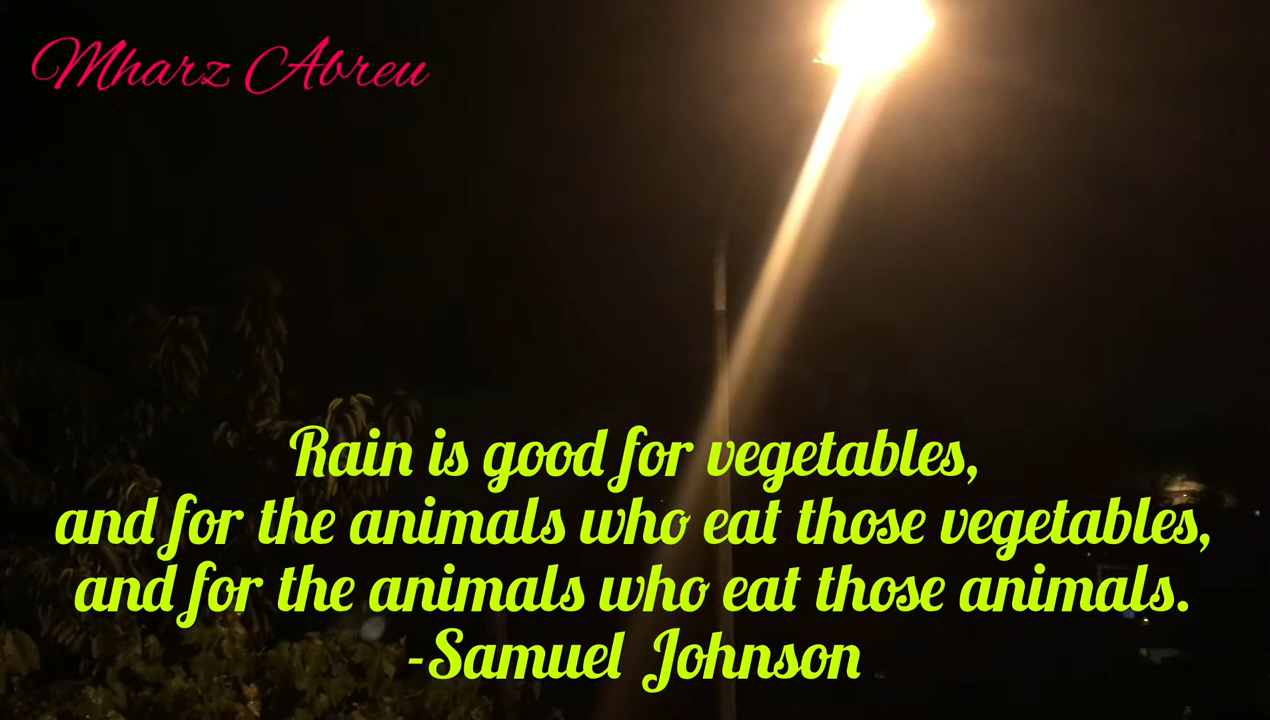 Mharz Abreu
Rain is good for vegetables,
and for the animals who eat those vegetables,
and for the animals who eat those animals.
-Samuel Johnson